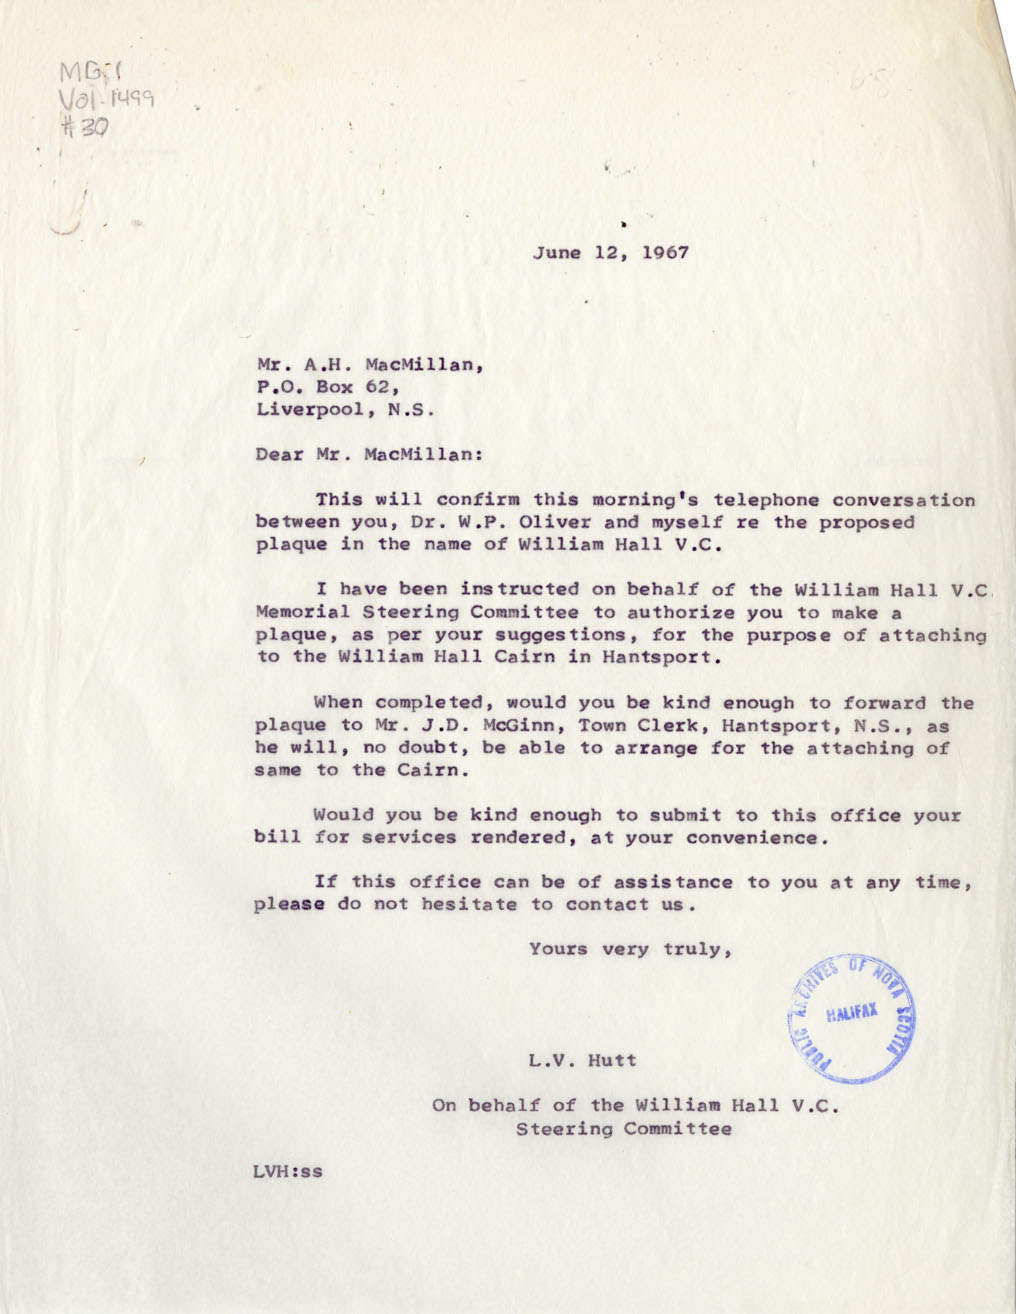 MG 1
Vol. 1499
#30
68
June 12, 1967
Mr. A.H. MacMillan,
P.O. Box 62,
Liverpool, N.S.
Dear Mr. MacMillan:
This will confirm this morning's telephone conversation
between you, Dr. W.P. Oliver and myself re the proposed
plaque in the name of William Hall V.C.
I have been instructed on behalf of the William Hall V.C.
Memorial Steering Committee to authorize you to make a
plaque, as per your suggestions, for the purpose of attaching
to the William Hall Cairn in Hantsport.
When completed, would you be kind enough to forward the
plaque to Mr. J.D. McGinn, Town Clerk, Hantsport, N.S., as
he will, no doubt, be able to arrange for the attaching of
same to the Cairn.
Would you be kind enough to submit to this office your
bill for services rendered, at your convenience.
If this office can be of assistance to you at any time,
please do not hesitate to contact us.
Yours very truly,
PUBLIC ARCHIVES OF NOVA SCOTIA
HALIFAX
L.V. Hutt
On behalf of the William Hall V.C.
Steering Committee
LVH:ss